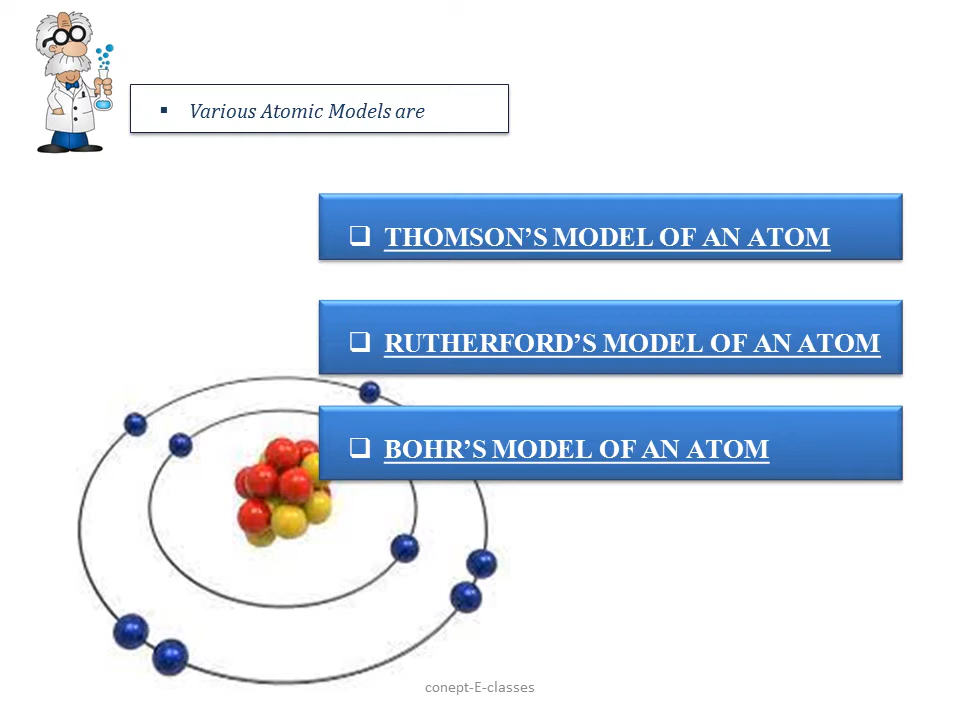 ▪ Various Atomic Models are
❑ THOMSON’S MODEL OF AN ATOM
❑ RUTHERFORD’S MODEL OF AN ATOM
❑ BOHR’S MODEL OF AN ATOM
conept-E-classes